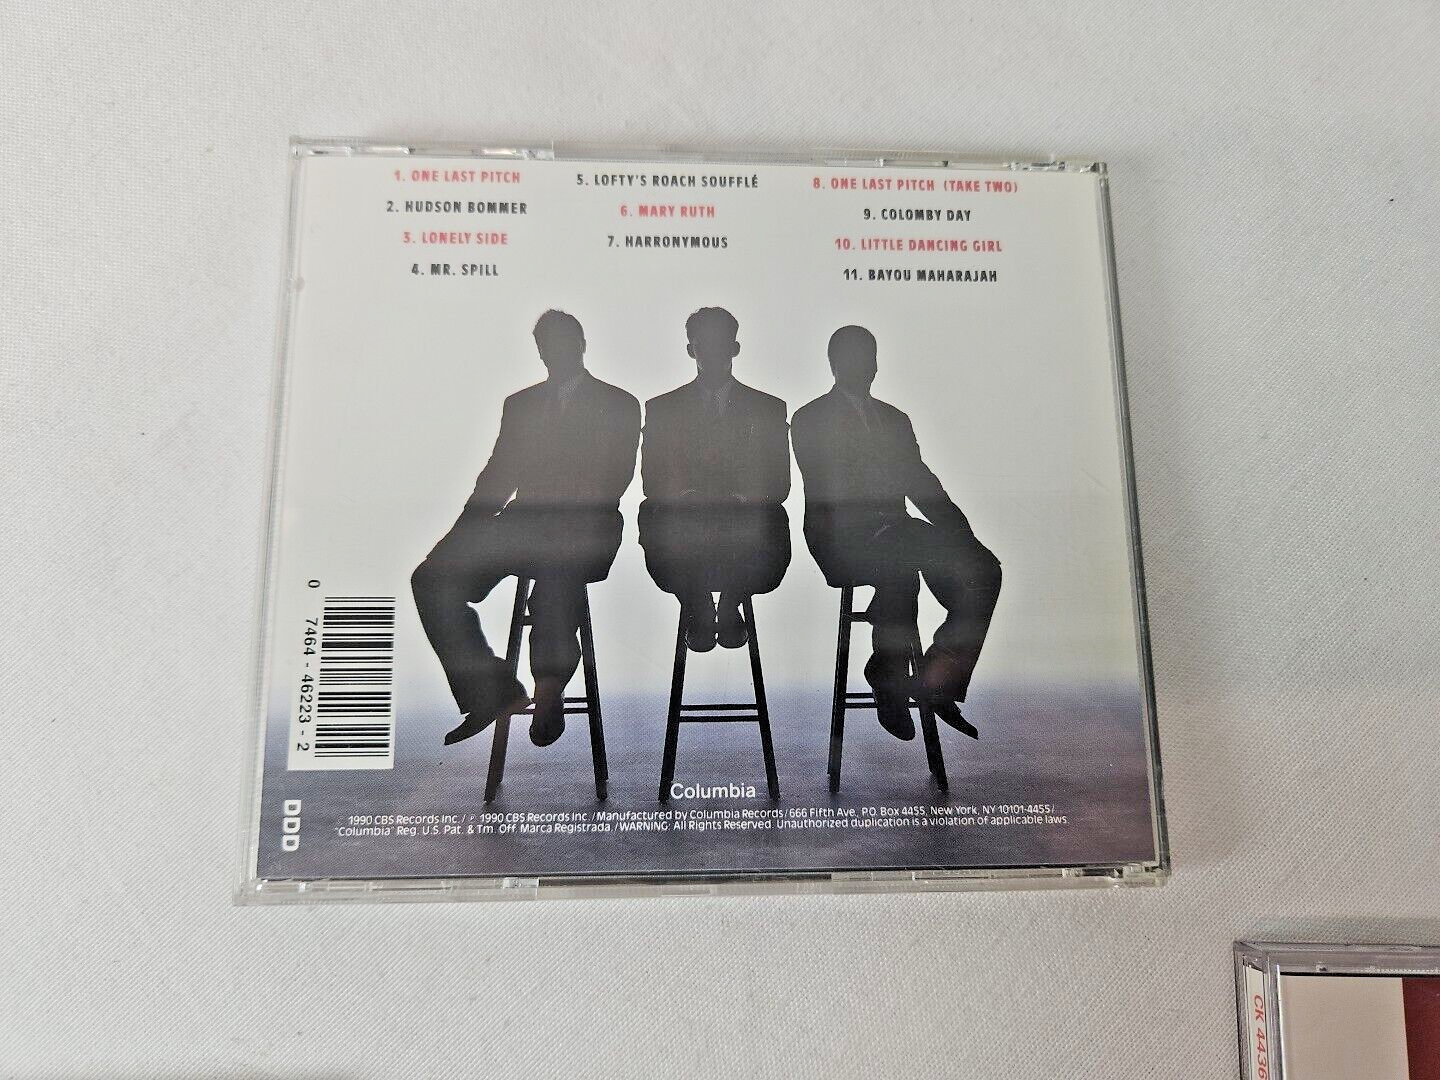 1. ONE LAST PITCH
2. HUDSON BOMMER
3. LONELY SIDE
4. MR. SPILL
5. LOFTY'S ROACH SOUFFLÉ
6. MARY RUTH
7. HARRONYMOUS
8. ONE LAST PITCH (TAKE TWO)
9. COLOMBY DAY
10. LITTLE DANCING GIRL
11. BAYOU MAHARAJAH
0 7464-46223-2
DDD
Columbia
1990 CBS Records Inc. / ℗ 1990 CBS Records Inc. / Manufactured by Columbia Records / 666 Fifth Ave., P.O. Box 4455, New York, NY 10101-4455 /
"Columbia" Reg. U.S. Pat. & Tm. Off. Marca Registrada. / WARNING: All Rights Reserved. Unauthorized duplication is a violation of applicable laws.
CK 4436